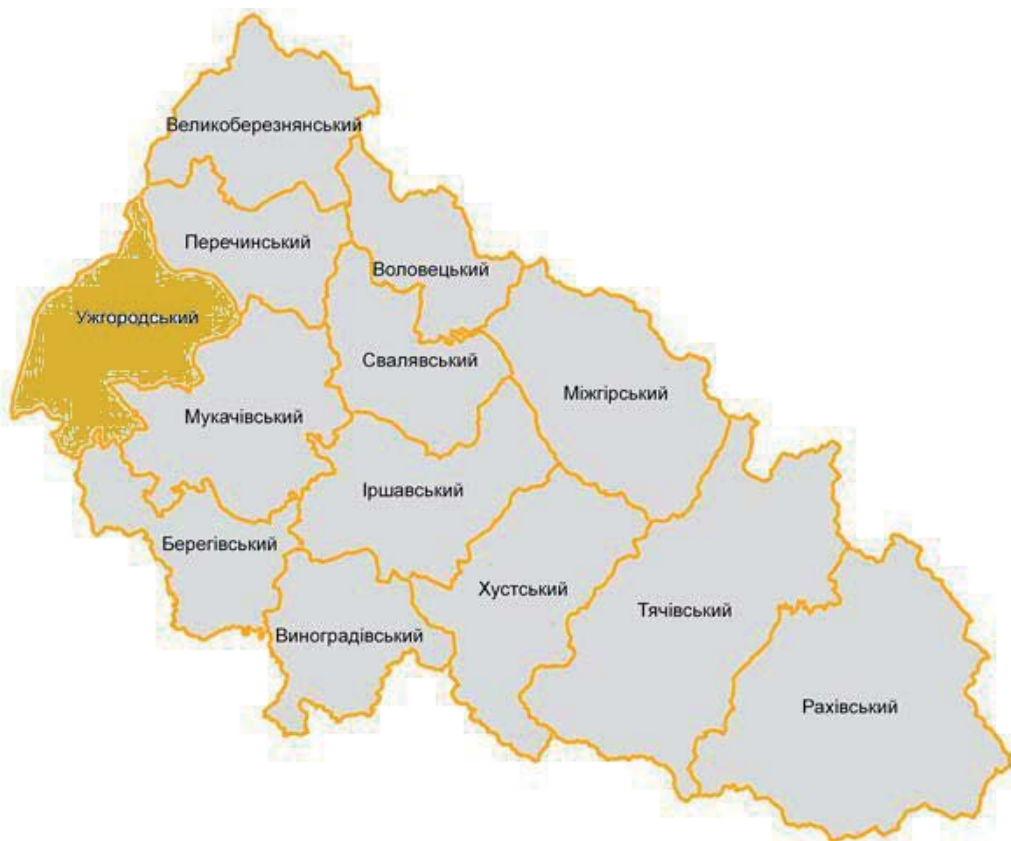 Великоберезнянський
Перечинський
Воловецький
Ужгородський
Свалявський
Міжгірський
Мукачівський
Іршавський
Берегівський
Хустський
Тячівський
Виноградівський
Рахівський